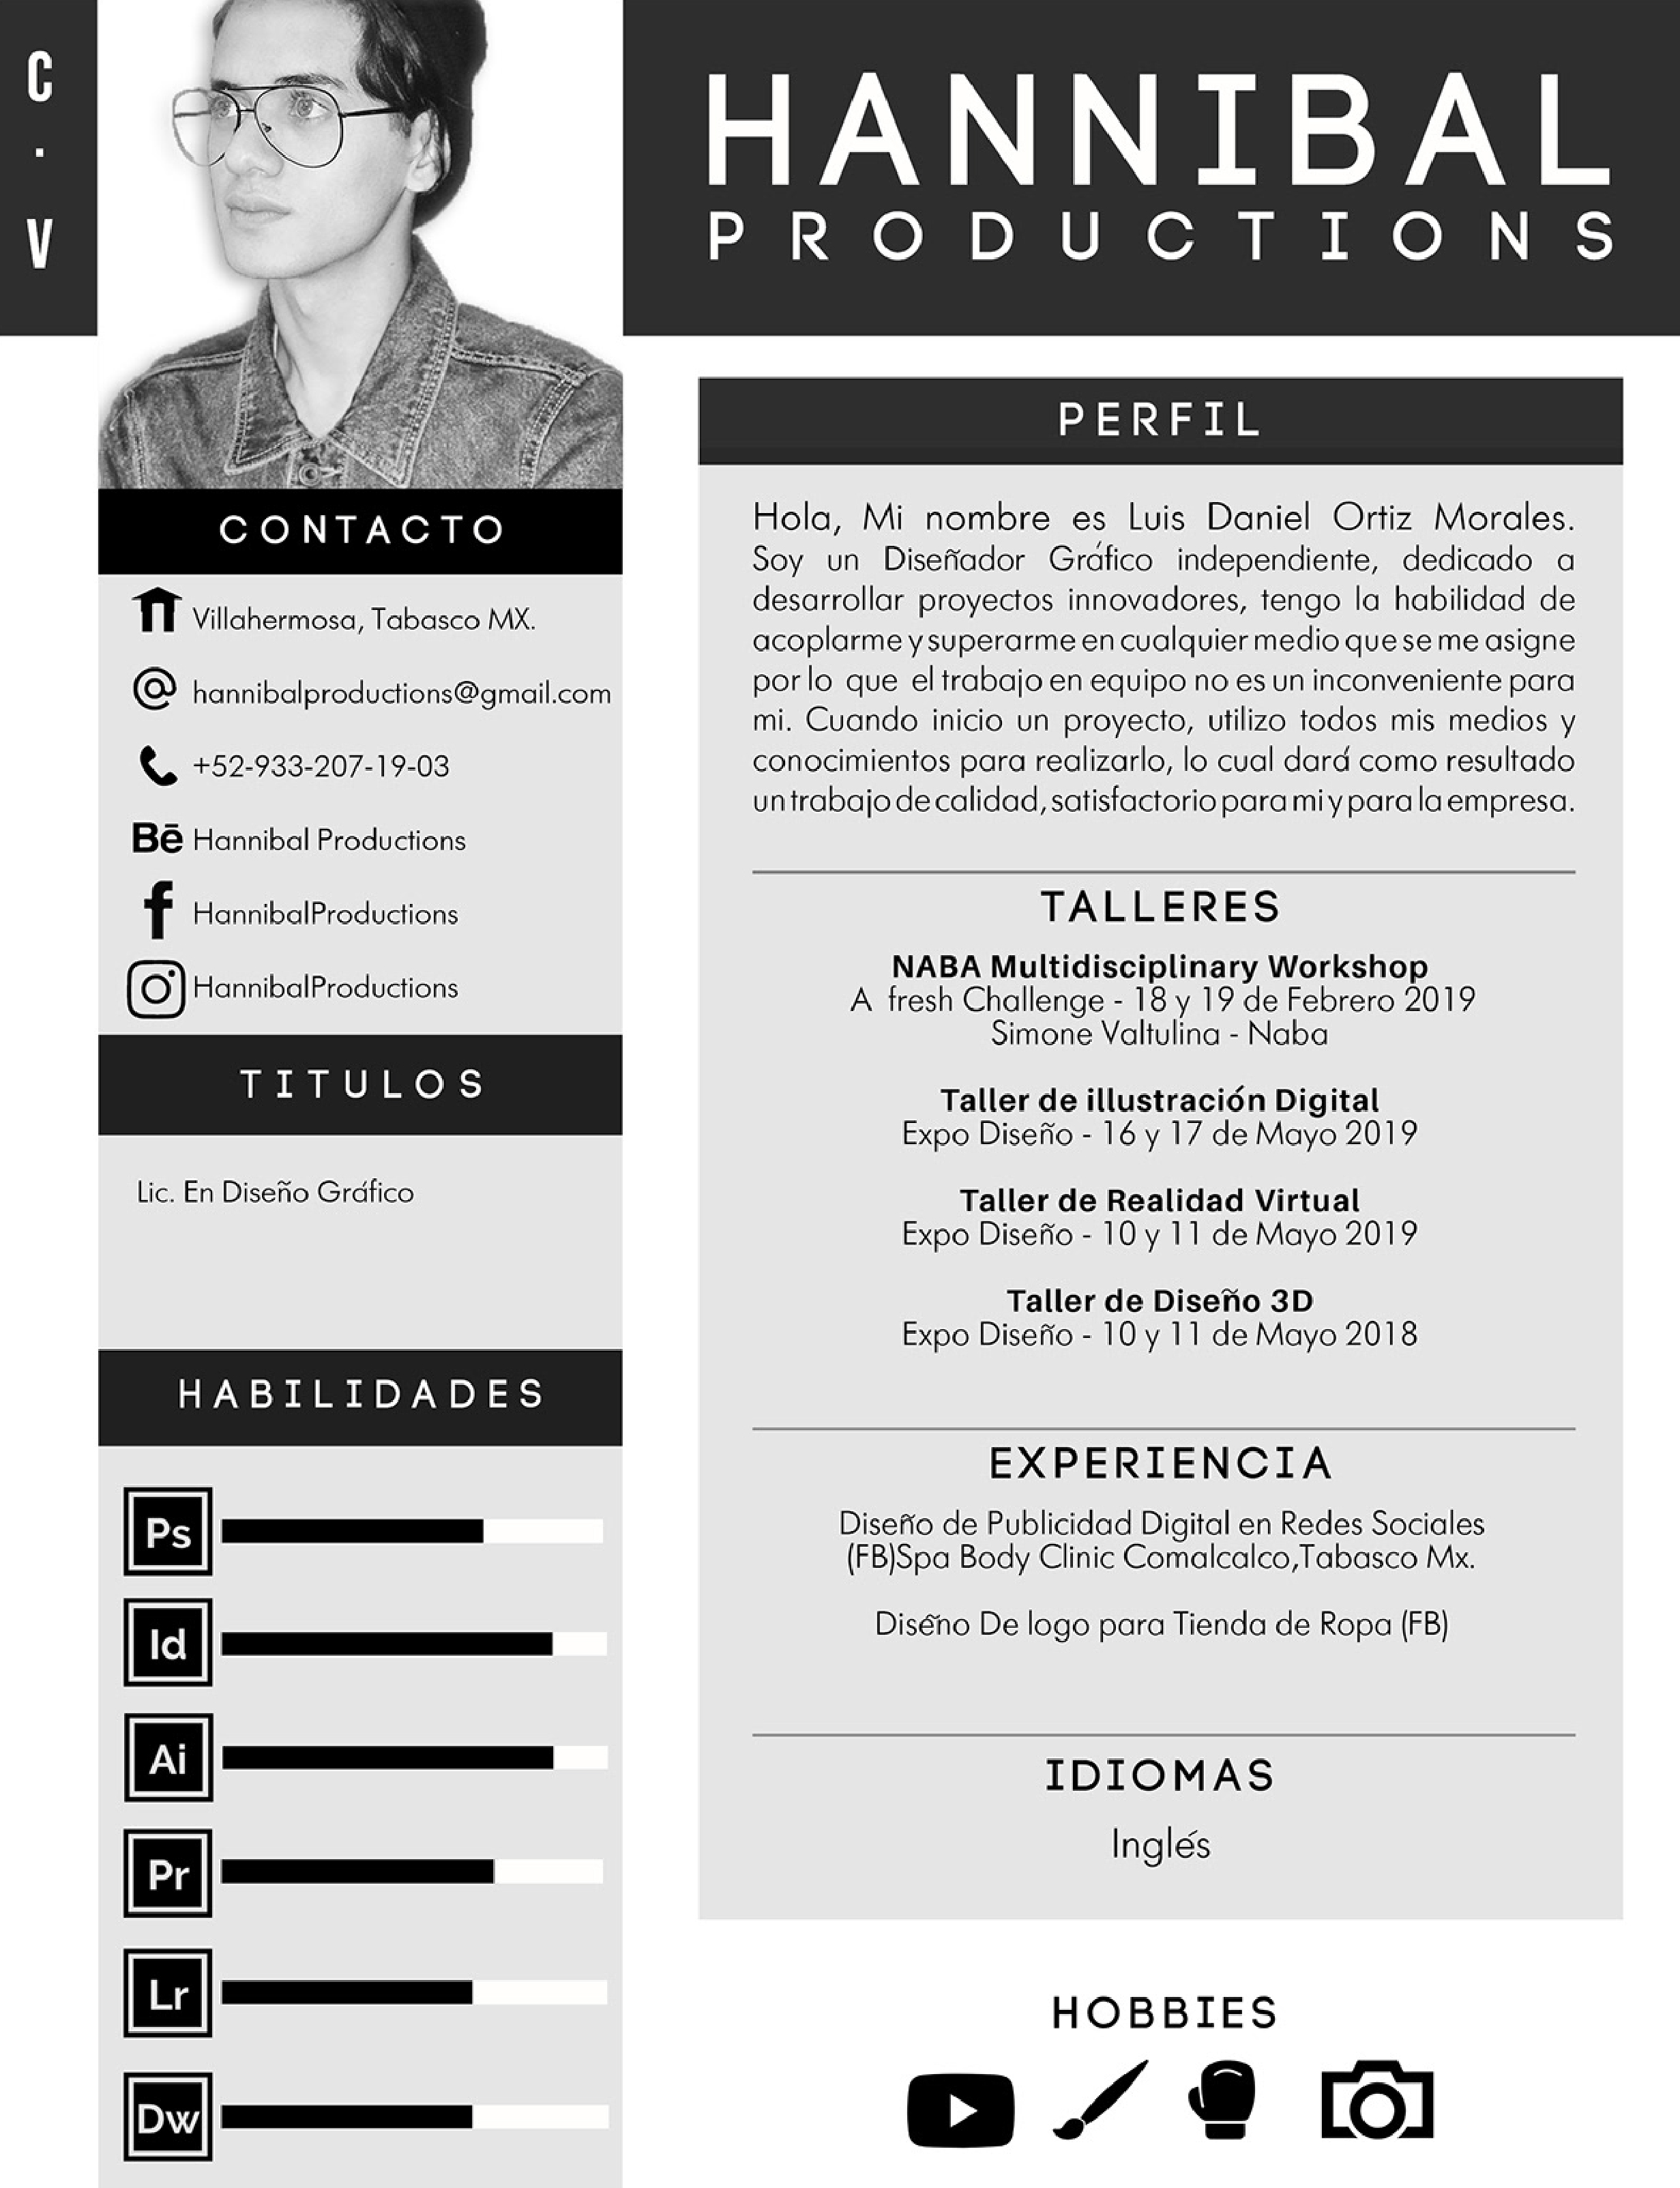 C
.
V
HANNIBAL
PRODUCTIONS
CONTACTO
Villahermosa, Tabasco MX.
hannibalproductions@gmail.com
+52-933-207-19-03
Bē Hannibal Productions
f HannibalProductions
HannibalProductions
TITULOS
Lic. En Diseño Gráfico
HABILIDADES
Ps
Id
Ai
Pr
Lr
Dw
PERFIL
Hola, Mi nombre es Luis Daniel Ortiz Morales.
Soy un Diseñador Gráfico independiente, dedicado a
desarrollar proyectos innovadores, tengo la habilidad de
acoplarme y superarme en cualquier medio que se me asigne
por lo que el trabajo en equipo no es un inconveniente para
mi. Cuando inicio un proyecto, utilizo todos mis medios y
conocimientos para realizarlo, lo cual dará como resultado
un trabajo de calidad, satisfactorio para mi y para la empresa.
TALLERES
NABA Multidisciplinary Workshop
A fresh Challenge - 18 y 19 de Febrero 2019
Simone Valtulina - Naba
Taller de illustración Digital
Expo Diseño - 16 y 17 de Mayo 2019
Taller de Realidad Virtual
Expo Diseño - 10 y 11 de Mayo 2019
Taller de Diseño 3D
Expo Diseño - 10 y 11 de Mayo 2018
EXPERIENCIA
Diseño de Publicidad Digital en Redes Sociales
(FB)Spa Body Clinic Comalcalco,Tabasco Mx.
Diseño De logo para Tienda de Ropa (FB)
IDIOMAS
Inglés
HOBBIES